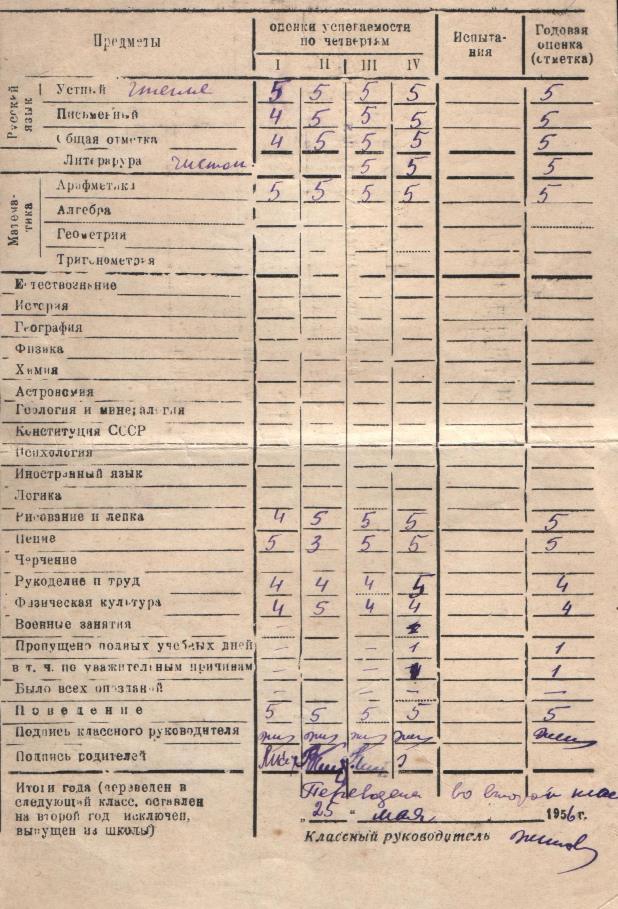 Предметы
оценки успеваемости по четвертям
Испытания
Годовая оценка (отметка)
I II III IV
Русский язык
Устный чтение 5 5 5 5 5
Письменный 4 5 5 5 5
Общая отметка 4 5 5 5 5
Литерарура чистоп. 5 5 5
Математика
Арифметика 5 5 5 5 5
Алгебра — — — —
Геометрия — — —
Тригонометрия — — — — —
Естествознание — — — — —
История — — — — —
География — — — —
Физика — — — — —
Химия — — — — —
Астрономия — — — — —
Геология и минералогия — — — — —
Конституция СССР — — — — —
Психология — — — — —
Иностранный язык — — — — —
Логика — — — — —
Рисование и лепка 4 5 5 5 5
Пение 5 3 5 5 5
Черчение — — — — —
Рукоделие и труд 4 4 4 5 4
Физическая культура 4 5 4 4 4
Военные занятия
Пропущено полных учебных дней — — 1 1
в т. ч. по уважительным причинам — — 1 1
Было всех опозданий — — — —
Поведение 5 5 5 5 5
Подпись классного руководителя
Подпись родителей
Итоги года (переведен в
следующий класс, оставлен
на второй год исключен,
выпущен из школы)
Переведена во второй клас
„25“ мая 1956 г.
Классный руководитель